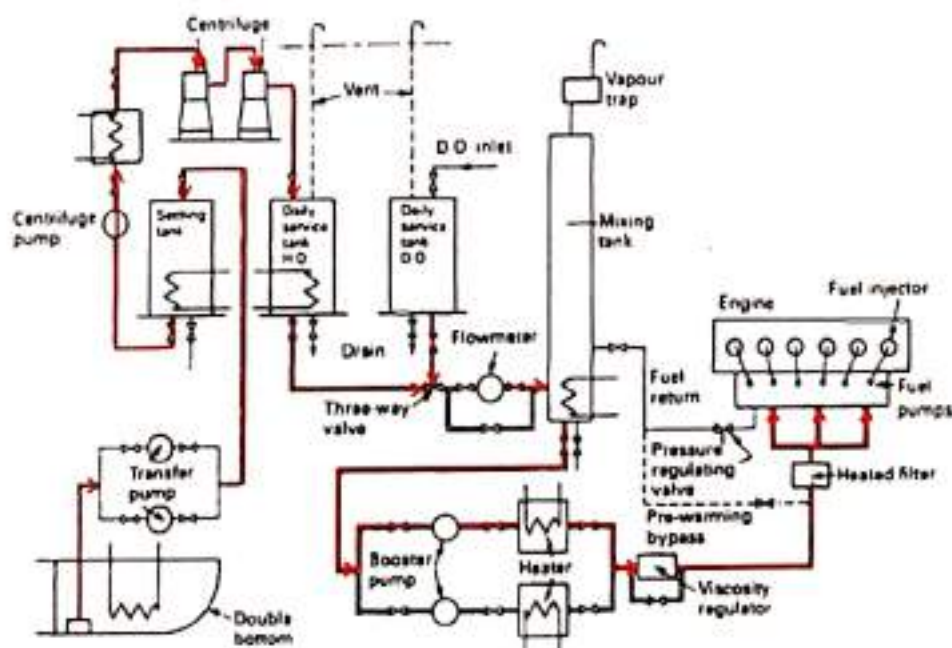 Centrifuge
Vent
Vapour
trap
D.O. inlet
Centrifuge
pump
Settling
tank
Daily
service
tank
H O
Daily
service
tank
D O
Mixing
tank
Engine
Fuel injector
Drain
Flowmeter
Three-way
valve
Fuel
return
Fuel
pumps
Transfer
pump
Pressure
regulating
valve
Heated filter
Pre-warming
bypass
Booster
pump
Heater
Viscosity
regulator
Double
bottom